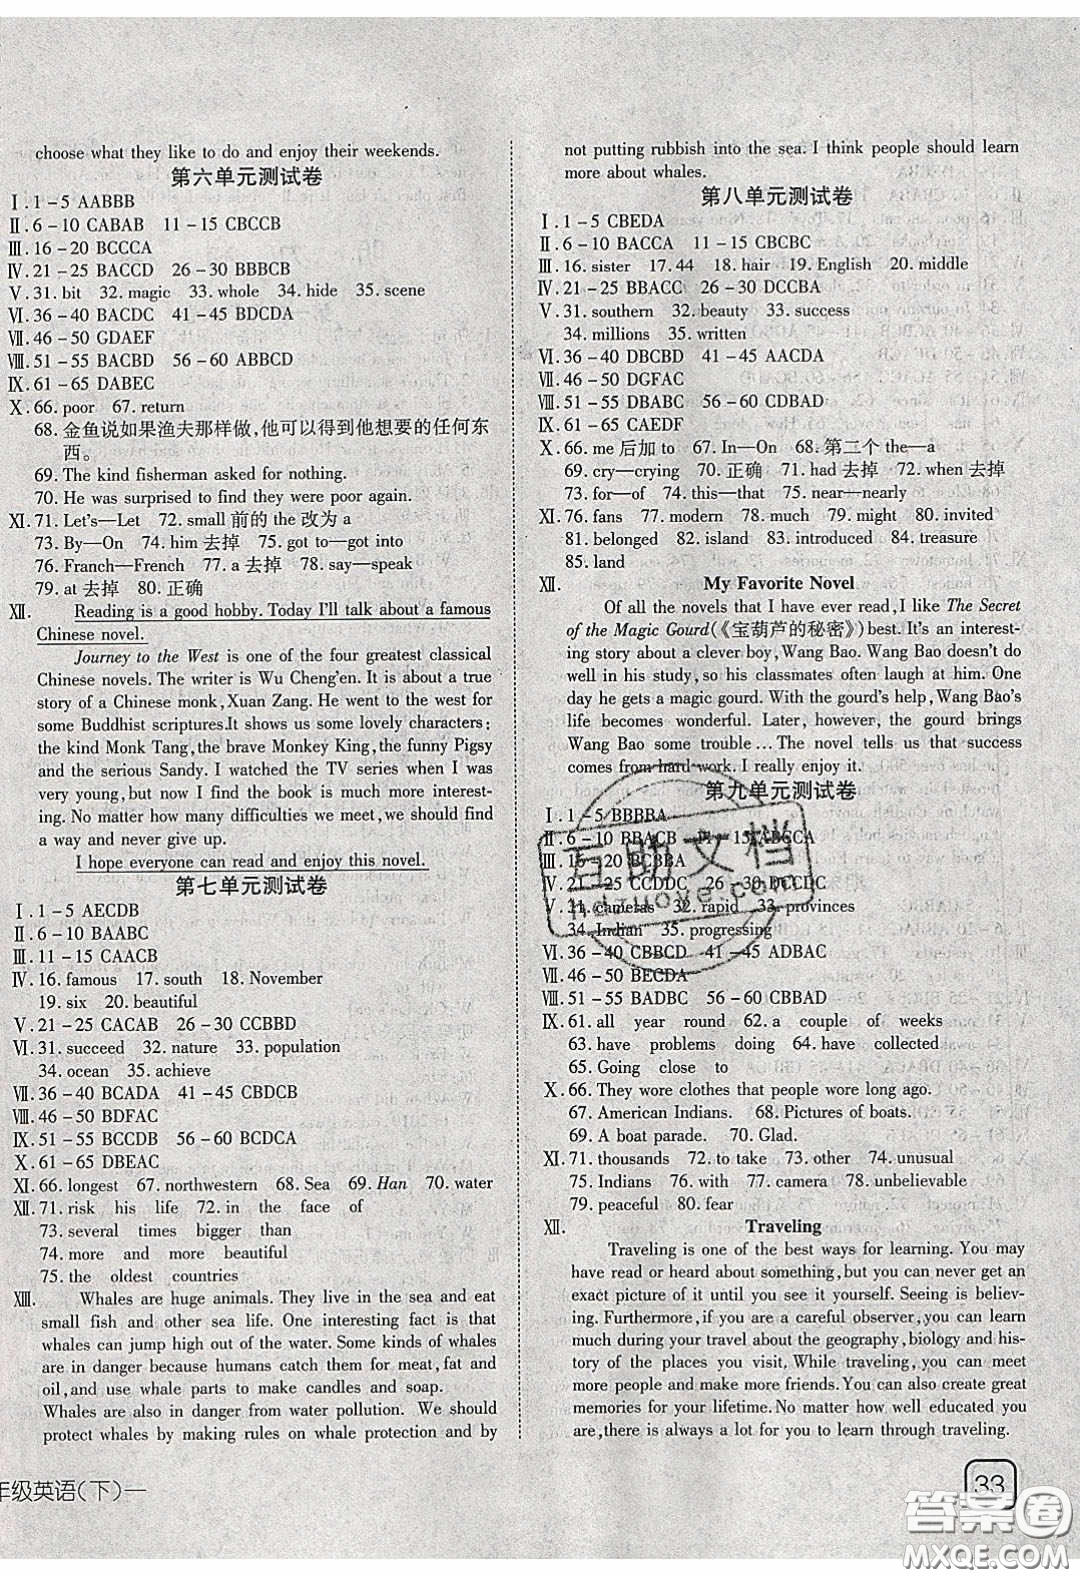 choose what they like to do and enjoy their weekends.
第六单元测试卷
Ⅰ. 1-5 AABBB
Ⅱ. 6-10 CABAB 11-15 CBCCB
Ⅲ. 16-20 BCCCA
Ⅳ. 21-25 BACCD 26-30 BBBCB
Ⅴ. 31. bit 32. magic 33. whole 34. hide 35. scene
Ⅵ. 36-40 BACDC 41-45 BDCDA
Ⅶ. 46-50 GDAEF
Ⅷ. 51-55 BACBD 56-60 ABBCD
Ⅸ. 61-65 DABEC
Ⅹ. 66. poor 67. return
68. 金鱼说如果渔夫那样做,他可以得到他想要的任何东
西。
69. The kind fisherman asked for nothing.
70. He was surprised to find they were poor again.
Ⅺ. 71. Let's—Let 72. small 前的 the 改为 a
73. By—On 74. him 去掉 75. got to—got into
76. Franch—French 77. a 去掉 78. say—speak
79. at 去掉 80. 正确
Ⅻ. Reading is a good hobby. Today I'll talk about a famous
Chinese novel.
Journey to the West is one of the four greatest classical
Chinese novels. The writer is Wu Cheng'en. It is about a true
story of a Chinese monk, Xuan Zang. He went to the west for
some Buddhist scriptures.It shows us some lovely characters:
the kind Monk Tang, the brave Monkey King, the funny Pigsy
and the serious Sandy. I watched the TV series when I was
very young, but now I find the book is much more interest-
ing. No matter how many difficulties we meet, we should find
a way and never give up.
I hope everyone can read and enjoy this novel.
第七单元测试卷
Ⅰ. 1-5 AECDB
Ⅱ. 6-10 BAABC
Ⅲ. 11-15 CAACB
Ⅳ. 16. famous 17. south 18. November
19. six 20. beautiful
Ⅴ. 21-25 CACAB 26-30 CCBBD
Ⅵ. 31. succeed 32. nature 33. population
34. ocean 35. achieve
Ⅶ. 36-40 BCADA 41-45 CBDCB
Ⅷ. 46-50 BDFAC
Ⅸ. 51-55 BCCDB 56-60 BCDCA
Ⅹ. 61-65 DBEAC
Ⅺ. 66. longest 67. northwestern 68. Sea 69. Han 70. water
Ⅻ. 71. risk his life 72. in the face of
73. several times bigger than
74. more and more beautiful
75. the oldest countries
XIII. Whales are huge animals. They live in the sea and eat
small fish and other sea life. One interesting fact is that
whales can jump high out of the water. Some kinds of whales
are in danger because humans catch them for meat, fat and
oil, and use whale parts to make candles and soap.
Whales are also in danger from water pollution. We should
protect whales by making rules on whale protection and by
年级英语(下)—
not putting rubbish into the sea. I think people should learn
more about whales.
第八单元测试卷
Ⅰ. 1-5 CBEDA
Ⅱ. 6-10 BACCA 11-15 CBCBC
Ⅲ. 16. sister 17. 44 18. hair 19. English 20. middle
Ⅳ. 21-25 BBACC 26-30 DCCBA
Ⅴ. 31. southern 32. beauty 33. success
34. millions 35. written
Ⅵ. 36-40 DBCBD 41-45 AACDA
Ⅶ. 46-50 DGFAC
Ⅷ. 51-55 DBABC 56-60 CDBAD
Ⅸ. 61-65 CAEDF
Ⅹ. 66. me 后加 to 67. In—On 68. 第二个 the—a
69. cry—crying 70. 正确 71. had 去掉 72. when 去掉
73. for—of 74. this—that 75. near—nearly
Ⅺ. 76. fans 77. modern 78. much 79. might 80. invited
81. belonged 82. island 83. introduced 84. treasure
85. land
Ⅻ. My Favorite Novel
Of all the novels that I have ever read, I like The Secret
of the Magic Gourd(《宝葫芦的秘密》) best. It's an interest-
ing story about a clever boy, Wang Bao. Wang Bao doesn't do
well in his study, so his classmates often laugh at him. One
day he gets a magic gourd. With the gourd's help, Wang Bao's
life becomes wonderful. Later, however, the gourd brings
Wang Bao some trouble... The novel tells us that success
comes from hard work. I really enjoy it.
第九单元测试卷
Ⅰ. 1-5 BBBBA
Ⅱ. 6-10 BBACB 11-15 ABCCA
Ⅲ. 16-20 BCBBA
Ⅳ. 21-25 CCDDC 26-30 DCCDC
Ⅴ. 31. cameras 32. rapid 33. provinces
34. Indian 35. progressing
Ⅵ. 36-40 CBBCD 41-45 ADBAC
Ⅶ. 46-50 BECDA
Ⅷ. 51-55 BADBC 56-60 CBBAD
Ⅸ. 61. all year round 62. a couple of weeks
63. have problems doing 64. have collected
65. Going close to
Ⅹ. 66. They wore clothes that people wore long ago.
67. American Indians. 68. Pictures of boats.
69. A boat parade. 70. Glad.
Ⅺ. 71. thousands 72. to take 73. other 74. unusual
75. Indians 76. with 77. camera 78. unbelievable
79. peaceful 80. fear
Ⅻ. Traveling
Traveling is one of the best ways for learning. You may
have read or heard about something, but you can never get an
exact picture of it until you see it yourself. Seeing is believ-
ing. Furthermore, if you are a careful observer, you can learn
much during your travel about the geography, biology and his-
tory of the places you visit, While traveling, you can meet
more people and make more friends. You can create great
memories for your lifetime. No matter how well educated you
are, there is always a lot for you to learn through traveling.
33
互助文档
hdzuoye.com
答案圈
MXQE.COM